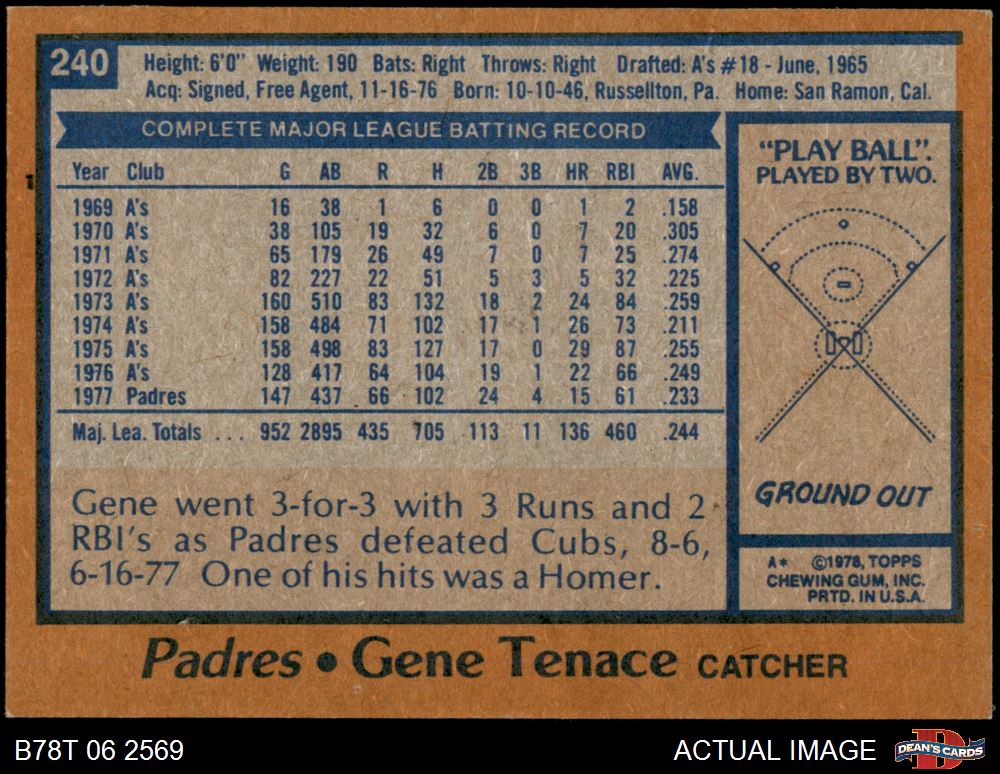 240
Height: 6'0" Weight: 190 Bats: Right Throws: Right Drafted: A's #18 - June, 1965
Acq: Signed, Free Agent, 11-16-76 Born: 10-10-46, Russellton, Pa. Home: San Ramon, Cal.
COMPLETE MAJOR LEAGUE BATTING RECORD
Year Club G AB R H 2B 3B HR RBI AVG.
1969 A's 16 38 1 6 0 0 1 2 .158
1970 A's 38 105 19 32 6 0 7 20 .305
1971 A's 65 179 26 49 7 0 7 25 .274
1972 A's 82 227 22 51 5 3 5 32 .225
1973 A's 160 510 83 132 18 2 24 84 .259
1974 A's 158 484 71 102 17 1 26 73 .211
1975 A's 158 498 83 127 17 0 29 87 .255
1976 A's 128 417 64 104 19 1 22 66 .249
1977 Padres 147 437 66 102 24 4 15 61 .233
Maj. Lea. Totals ... 952 2895 435 705 113 11 136 460 .244
Gene went 3-for-3 with 3 Runs and 2
RBI's as Padres defeated Cubs, 8-6,
6-16-77 One of his hits was a Homer.
"PLAY BALL".
PLAYED BY TWO.
GROUND OUT
A* ©1978, TOPPS
CHEWING GUM, INC.
PRTD. IN U.S.A.
Padres • Gene Tenace CATCHER
B78T 06 2569
ACTUAL IMAGE
D
DEAN'S CARDS